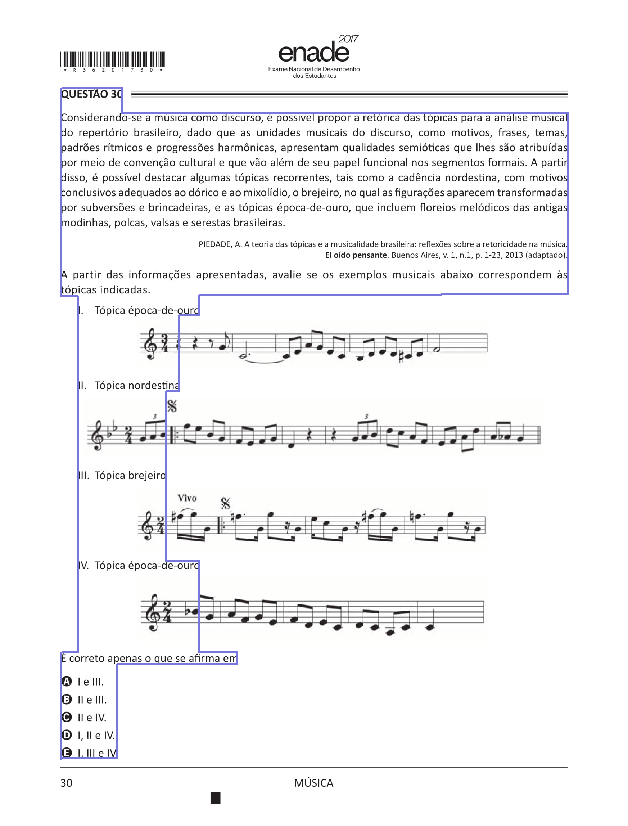 2017
enade
Exame Nacional de Desempenho
dos Estudantes
*R30201730*
QUESTÃO 30
Considerando-se a música como discurso, é possível propor a retórica das tópicas para a análise musical
do repertório brasileiro, dado que as unidades musicais do discurso, como motivos, frases, temas,
padrões rítmicos e progressões harmônicas, apresentam qualidades semióticas que lhes são atribuídas
por meio de convenção cultural e que vão além de seu papel funcional nos segmentos formais. A partir
disso, é possível destacar algumas tópicas recorrentes, tais como a cadência nordestina, com motivos
conclusivos adequados ao dórico e ao mixolídio, o brejeiro, no qual as figurações aparecem transformadas
por subversões e brincadeiras, e as tópicas época-de-ouro, que incluem floreios melódicos das antigas
modinhas, polcas, valsas e serestas brasileiras.
PIEDADE, A. A teoria das tópicas e a musicalidade brasileira: reflexões sobre a retoricidade na música.
El oído pensante. Buenos Aires, v. 1, n.1, p. 1-23, 2013 (adaptado).
A partir das informações apresentadas, avalie se os exemplos musicais abaixo correspondem às
tópicas indicadas.
I. Tópica época-de-ouro
II. Tópica nordestina
3
3
III. Tópica brejeiro
Vivo
IV. Tópica época-de-ouro
É correto apenas o que se afirma em
A I e III.
B II e III.
C II e IV.
D I, II e IV.
E I, III e IV
30
MÚSICA